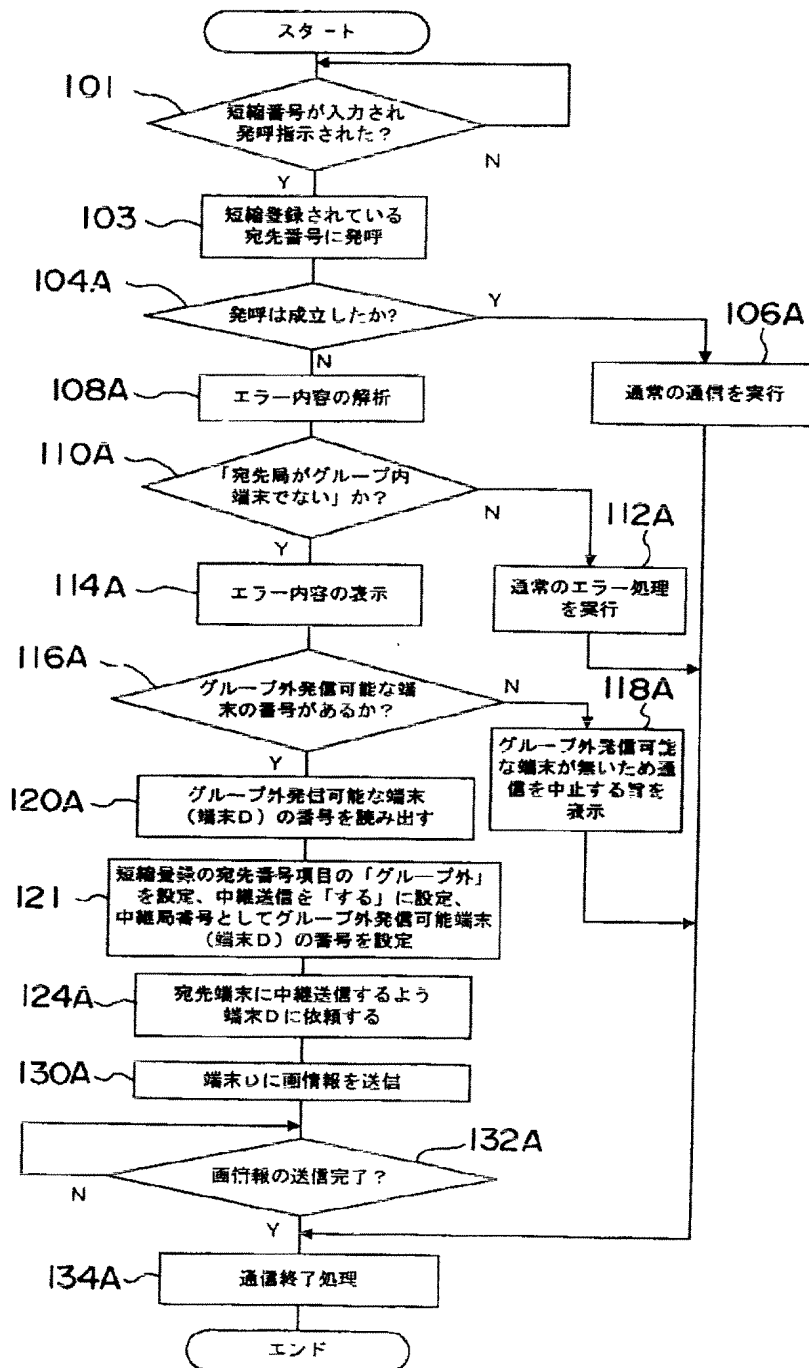 スタート
101
短縮番号が入力され
発呼指示された?
N
Y
103
短縮登録されている
宛先番号に発呼
104A
発呼は成立したか?
Y
N
106A
通常の通信を実行
108A
エラー内容の解析
110A
「宛先局がグループ内
端末でない」か?
N
Y
112A
通常のエラー処理
を実行
114A
エラー内容の表示
116A
グループ外発信可能な端
末の番号があるか?
N
Y
118A
グループ外発信可能
な端末が無いため通
信を中止する旨を
表示
120A
グループ外発信可能な端末
(端末D)の番号を読み出す
121
短縮登録の宛先番号項目の「グループ外」
を設定、中継送信を「する」に設定、
中継局番号としてグループ外発信可能端末
(端末D)の番号を設定
124A
宛先端末に中継送信するよう
端末Dに依頼する
130A
端末Dに画情報を送信
132A
画情報の送信完了?
N
Y
134A
通信終了処理
エンド